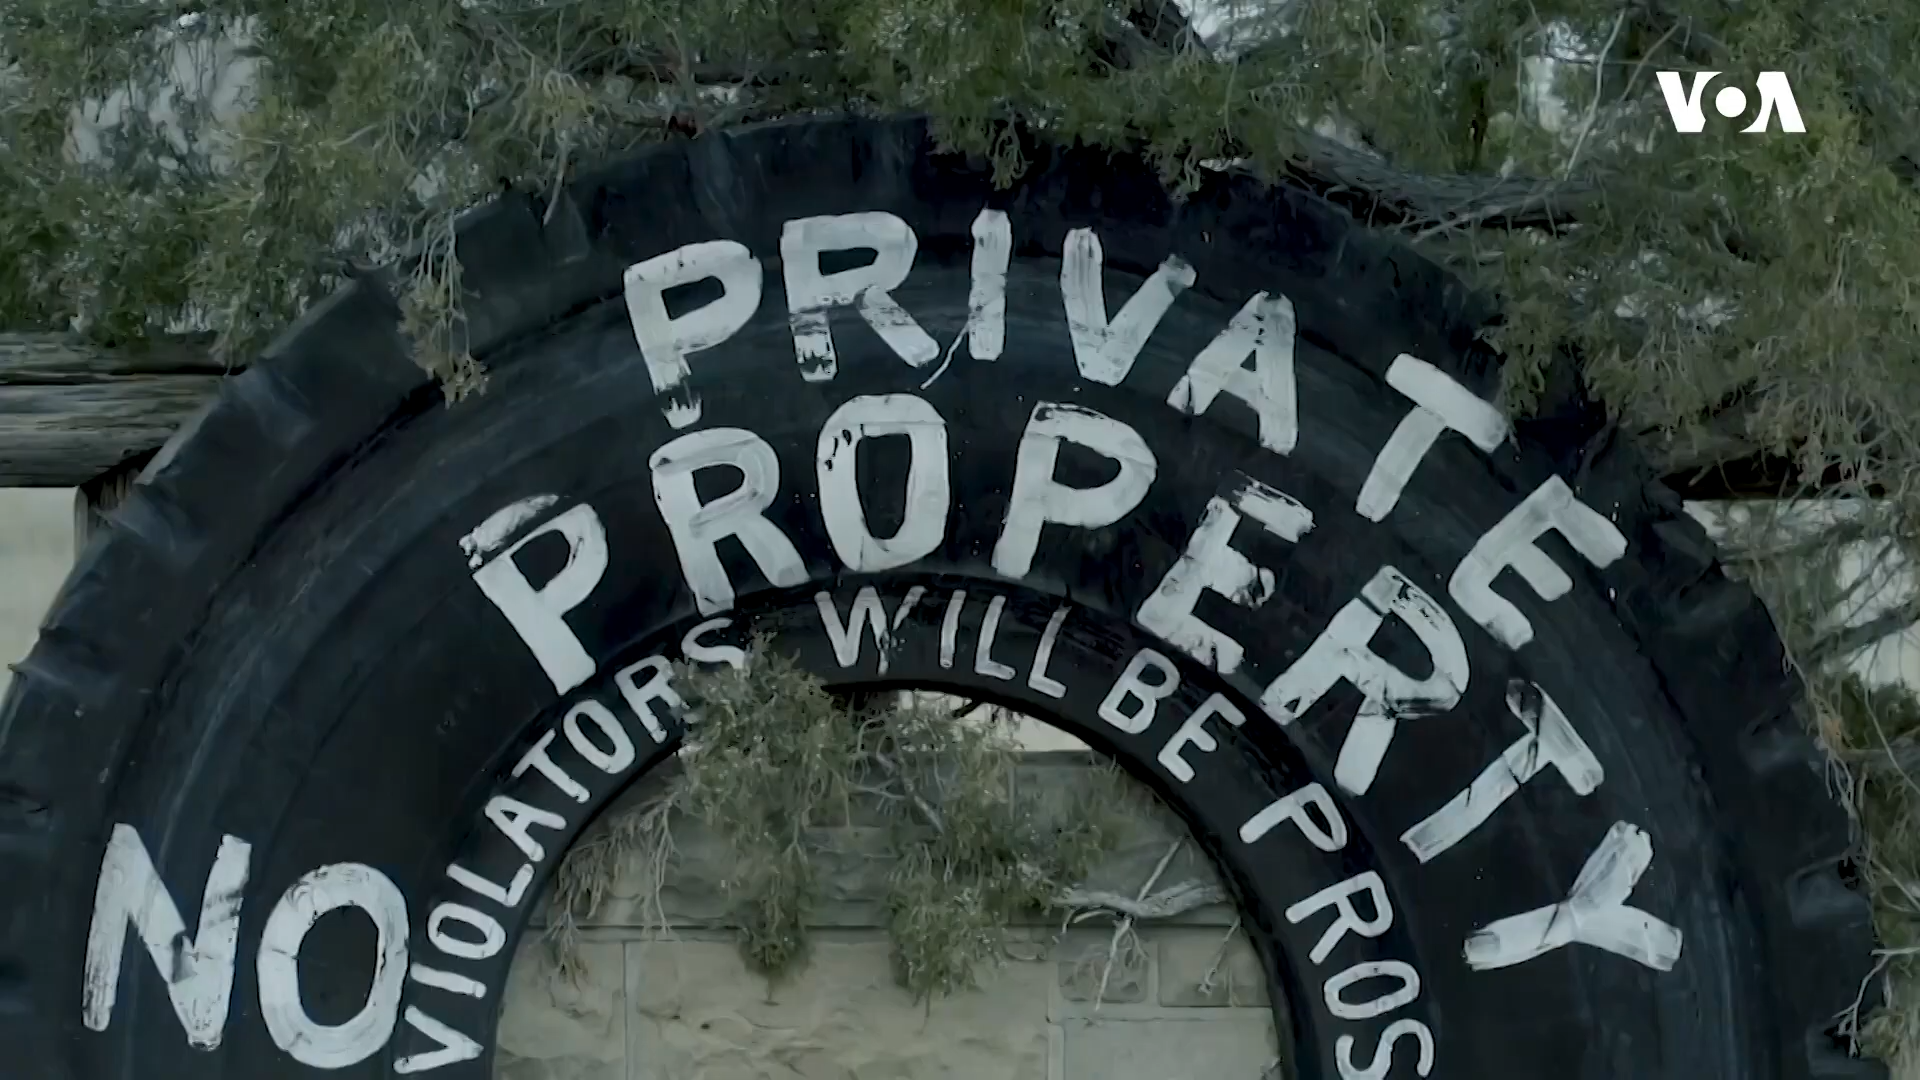 VOA
PRIVATE
PROPERTY
NO
VIOLATORS WILL BE PROS